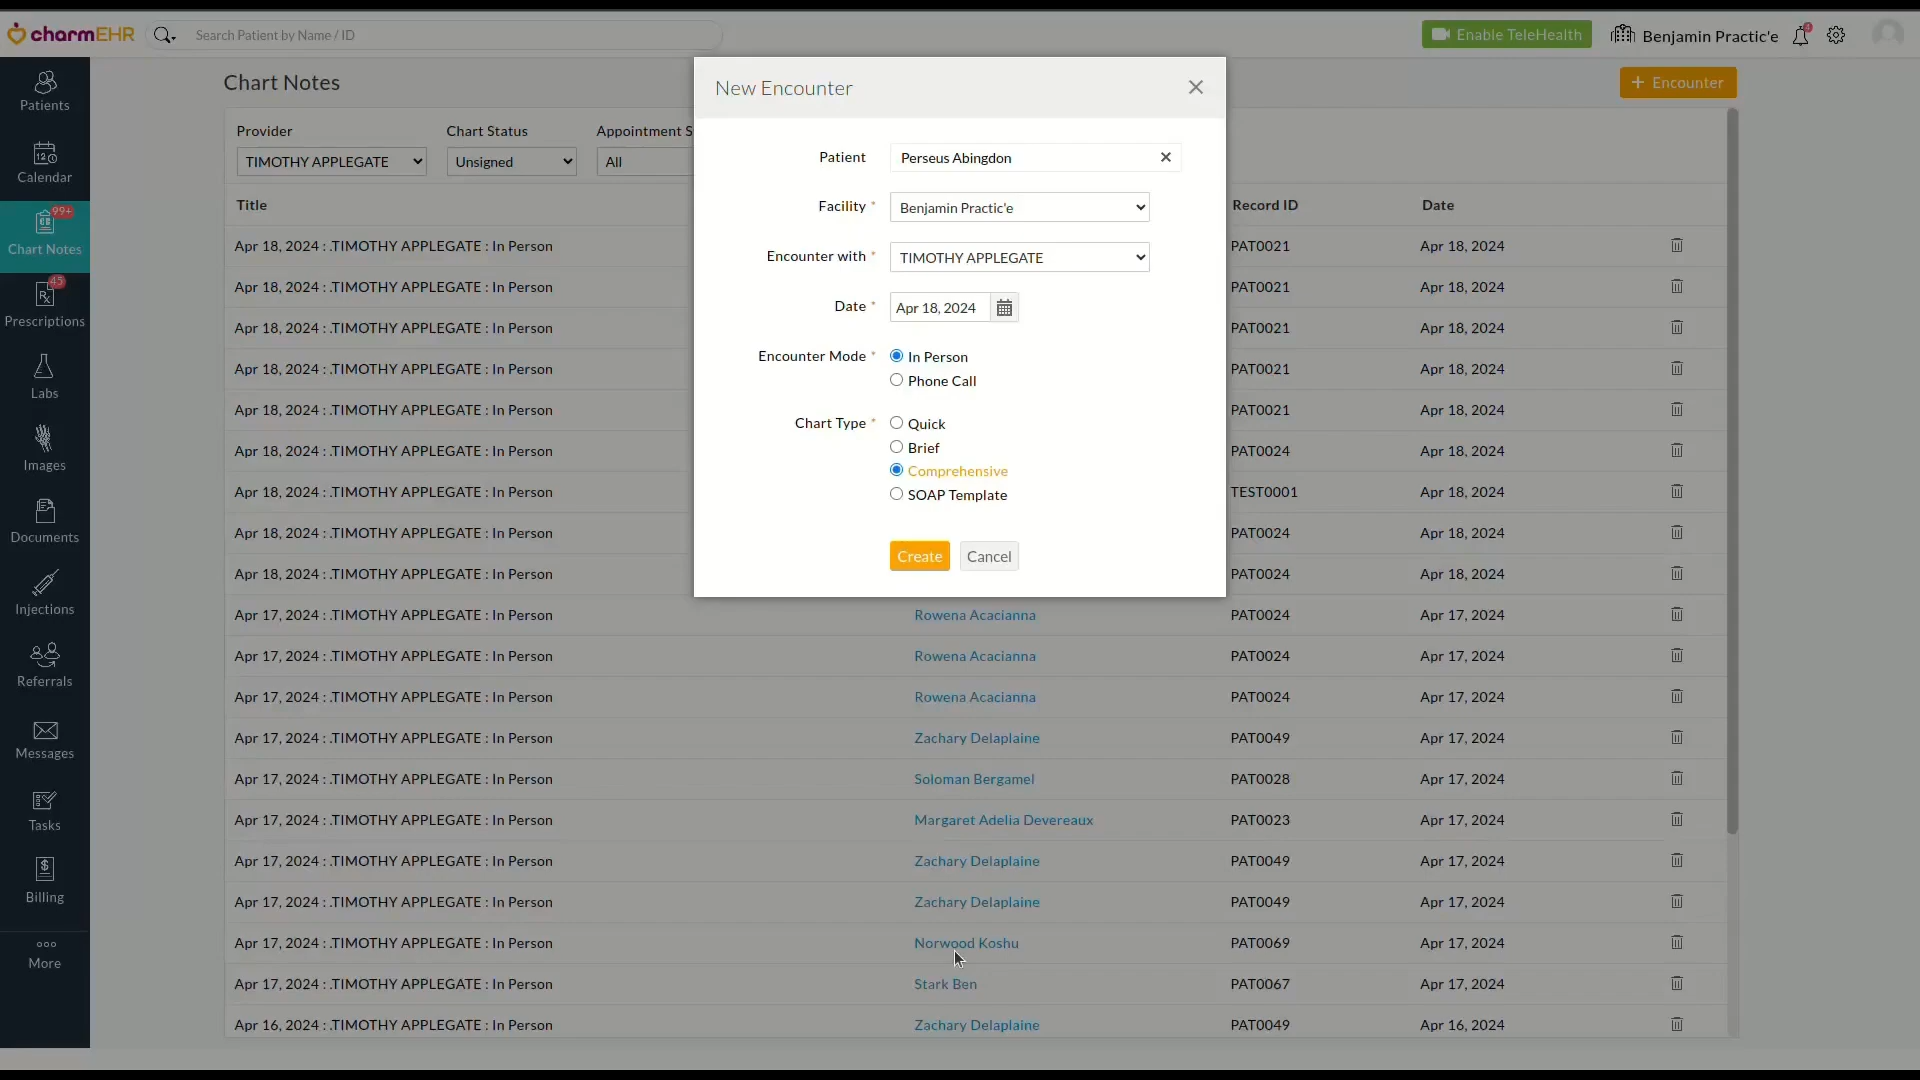 charmEHR
Search Patient by Name / ID
Enable TeleHealth
Benjamin Practic'e
4
Patients
Calendar
99+
Chart Notes
45
Prescriptions
Labs
Images
Documents
Injections
Referrals
Messages
Tasks
Billing
More
Chart Notes
+ Encounter
Provider Chart Status Appointment S
TIMOTHY APPLEGATE Unsigned All
Title Record ID Date
Apr 18, 2024 : .TIMOTHY APPLEGATE : In Person PAT0021 Apr 18, 2024
Apr 18, 2024 : .TIMOTHY APPLEGATE : In Person PAT0021 Apr 18, 2024
Apr 18, 2024 : .TIMOTHY APPLEGATE : In Person PAT0021 Apr 18, 2024
Apr 18, 2024 : .TIMOTHY APPLEGATE : In Person PAT0021 Apr 18, 2024
Apr 18, 2024 : .TIMOTHY APPLEGATE : In Person PAT0021 Apr 18, 2024
Apr 18, 2024 : .TIMOTHY APPLEGATE : In Person PAT0024 Apr 18, 2024
Apr 18, 2024 : .TIMOTHY APPLEGATE : In Person TEST0001 Apr 18, 2024
Apr 18, 2024 : .TIMOTHY APPLEGATE : In Person PAT0024 Apr 18, 2024
Apr 18, 2024 : .TIMOTHY APPLEGATE : In Person PAT0024 Apr 18, 2024
Apr 17, 2024 : .TIMOTHY APPLEGATE : In Person Rowena Acacianna PAT0024 Apr 17, 2024
Apr 17, 2024 : .TIMOTHY APPLEGATE : In Person Rowena Acacianna PAT0024 Apr 17, 2024
Apr 17, 2024 : .TIMOTHY APPLEGATE : In Person Rowena Acacianna PAT0024 Apr 17, 2024
Apr 17, 2024 : .TIMOTHY APPLEGATE : In Person Zachary Delaplaine PAT0049 Apr 17, 2024
Apr 17, 2024 : .TIMOTHY APPLEGATE : In Person Soloman Bergamel PAT0028 Apr 17, 2024
Apr 17, 2024 : .TIMOTHY APPLEGATE : In Person Margaret Adelia Devereaux PAT0023 Apr 17, 2024
Apr 17, 2024 : .TIMOTHY APPLEGATE : In Person Zachary Delaplaine PAT0049 Apr 17, 2024
Apr 17, 2024 : .TIMOTHY APPLEGATE : In Person Zachary Delaplaine PAT0049 Apr 17, 2024
Apr 17, 2024 : .TIMOTHY APPLEGATE : In Person Norwood Koshu PAT0069 Apr 17, 2024
Apr 17, 2024 : .TIMOTHY APPLEGATE : In Person Stark Ben PAT0067 Apr 17, 2024
Apr 16, 2024 : .TIMOTHY APPLEGATE : In Person Zachary Delaplaine PAT0049 Apr 16, 2024
New Encounter
Patient Perseus Abingdon
Facility * Benjamin Practic'e
Encounter with * TIMOTHY APPLEGATE
Date * Apr 18, 2024
Encounter Mode * In Person
Phone Call
Chart Type * Quick
Brief
Comprehensive
SOAP Template
Create Cancel